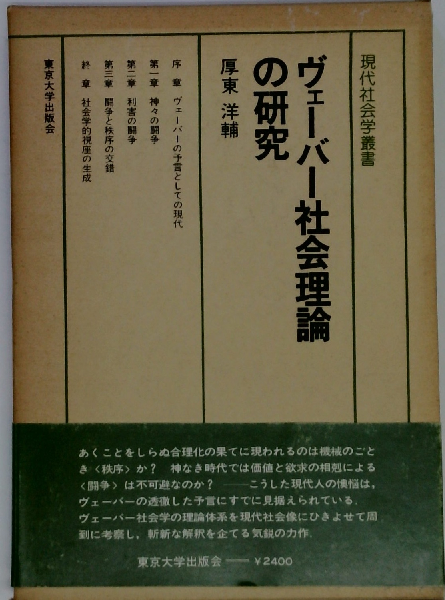 現代社会学叢書
ヴェーバー社会理論
の研究
厚東 洋輔
序 章 ヴェーバーの予言としての現代
第一章 神々の闘争
第二章 利害の闘争
第三章 闘争と秩序の交錯
終 章 社会学的視座の生成
東京大学出版会
あくことをしらぬ合理化の果てに現われるのは機械のごと
き〈秩序〉か? 神なき時代では価値と欲求の相剋による
〈闘争〉は不可避なのか? ――こうした現代人の懊悩は,
ヴェーバーの透徹した予言にすでに見据えられている.
ヴェーバー社会学の理論体系を現代社会像にひきよせて周
到に考察し,斬新な解釈を企てる気鋭の力作.
東京大学出版会――¥2400